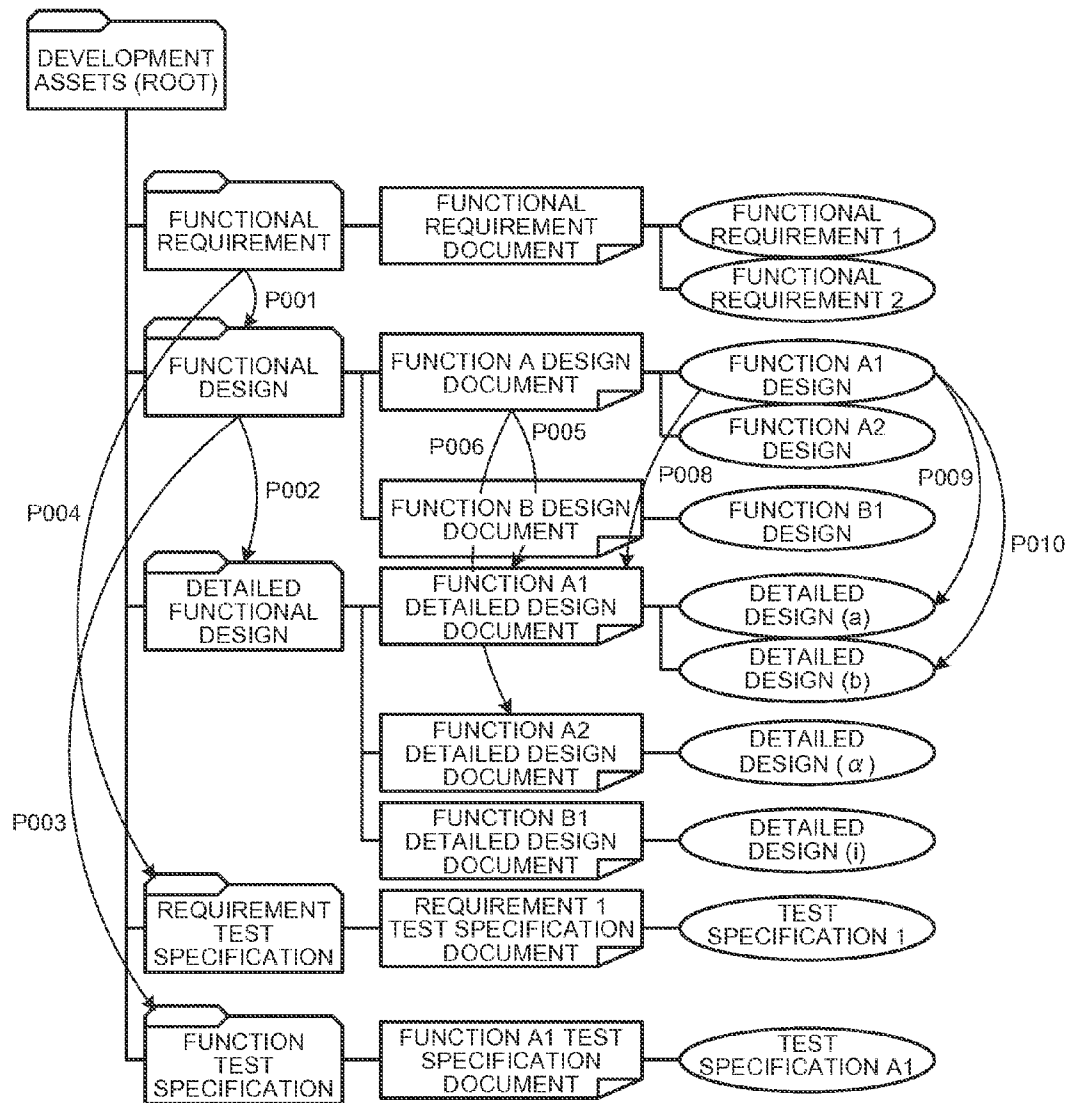 DEVELOPMENT
ASSETS (ROOT)
FUNCTIONAL
REQUIREMENT
FUNCTIONAL
REQUIREMENT
DOCUMENT
FUNCTIONAL
REQUIREMENT 1
FUNCTIONAL
REQUIREMENT 2
P001
FUNCTIONAL
DESIGN
FUNCTION A DESIGN
DOCUMENT
FUNCTION A1
DESIGN
FUNCTION A2
DESIGN
P006
P005
P008
P009
P002
P004
FUNCTION B DESIGN
DOCUMENT
FUNCTION B1
DESIGN
P010
DETAILED
FUNCTIONAL
DESIGN
FUNCTION A1
DETAILED DESIGN
DOCUMENT
DETAILED
DESIGN (a)
DETAILED
DESIGN (b)
FUNCTION A2
DETAILED DESIGN
DOCUMENT
DETAILED
DESIGN (α)
P003
FUNCTION B1
DETAILED DESIGN
DOCUMENT
DETAILED
DESIGN (i)
REQUIREMENT
TEST
SPECIFICATION
REQUIREMENT 1
TEST SPECIFICATION
DOCUMENT
TEST
SPECIFICATION 1
FUNCTION
TEST
SPECIFICATION
FUNCTION A1 TEST
SPECIFICATION
DOCUMENT
TEST
SPECIFICATION A1